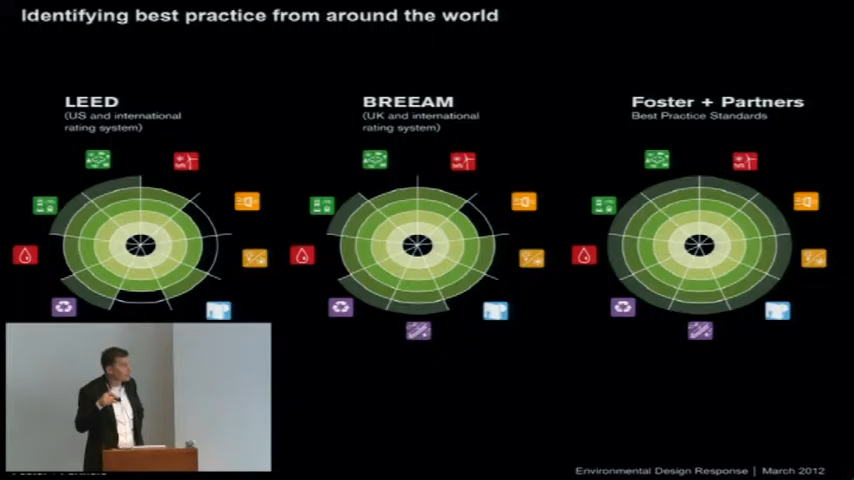 Identifying best practice from around the world
LEED
(US and international
rating system)
BREEAM
(UK and international
rating system)
Foster + Partners
Best Practice Standards
Environmental Design Response | March 2012